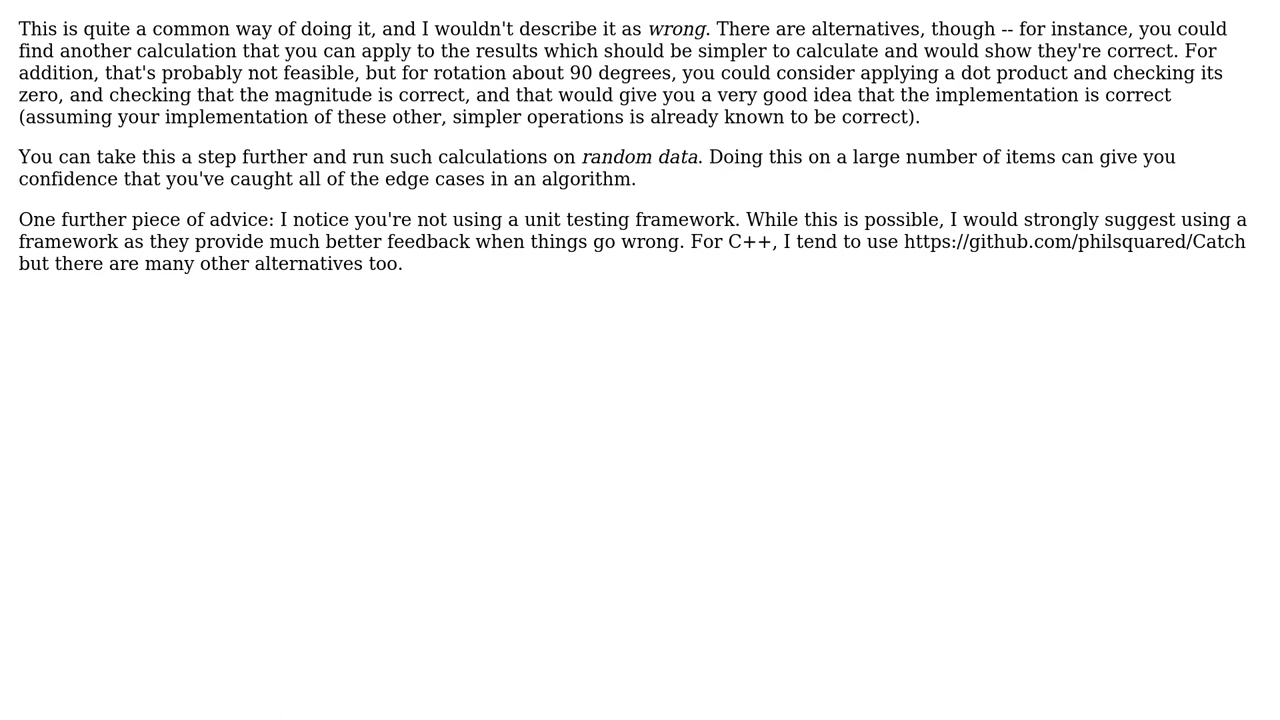 This is quite a common way of doing it, and I wouldn't describe it as wrong. There are alternatives, though -- for instance, you could
find another calculation that you can apply to the results which should be simpler to calculate and would show they're correct. For
addition, that's probably not feasible, but for rotation about 90 degrees, you could consider applying a dot product and checking its
zero, and checking that the magnitude is correct, and that would give you a very good idea that the implementation is correct
(assuming your implementation of these other, simpler operations is already known to be correct).
You can take this a step further and run such calculations on random data. Doing this on a large number of items can give you
confidence that you've caught all of the edge cases in an algorithm.
One further piece of advice: I notice you're not using a unit testing framework. While this is possible, I would strongly suggest using a
framework as they provide much better feedback when things go wrong. For C++, I tend to use https://github.com/philsquared/Catch
but there are many other alternatives too.